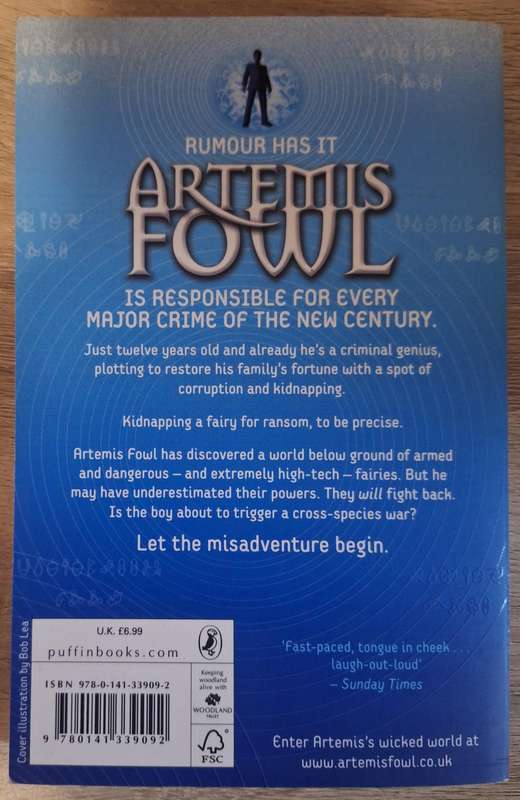 RUMOUR HAS IT
ARTEMIS
FOWL
IS RESPONSIBLE FOR EVERY
MAJOR CRIME OF THE NEW CENTURY.
Just twelve years old and already he's a criminal genius,
plotting to restore his family's fortune with a spot of
corruption and kidnapping.
Kidnapping a fairy for ransom, to be precise.
Artemis Fowl has discovered a world below ground of armed
and dangerous – and extremely high-tech – fairies. But he
may have underestimated their powers. They will fight back.
Is the boy about to trigger a cross-species war?
Let the misadventure begin.
'Fast-paced, tongue in cheek . . .
laugh-out-loud'
– Sunday Times
Enter Artemis's wicked world at
www.artemisfowl.co.uk
Cover illustration by Bob Lea
U.K. £6.99
puffinbooks.com
ISBN 978-0-141-33909-2
9 780141 339092
Keeping
woodland
alive with
WOODLAND
TRUST
FSC